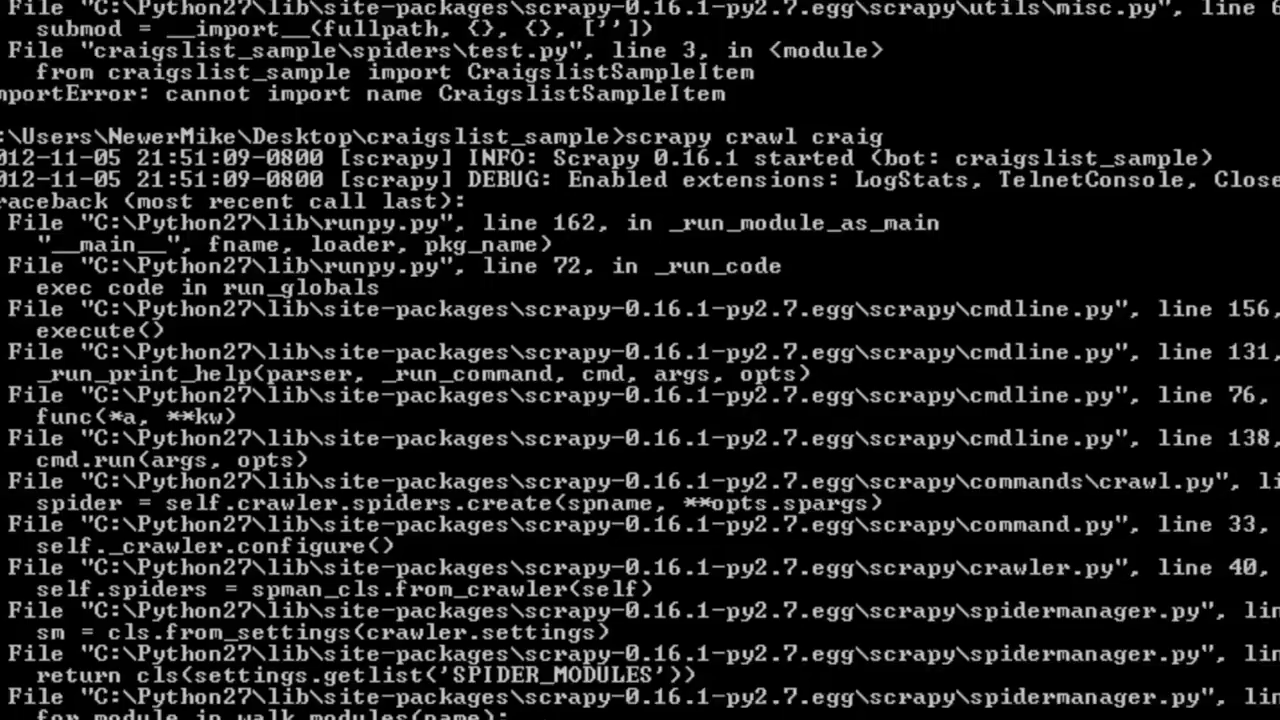 File "C:\Python27\lib\site-packages\scrapy-0.16.1-py2.7.egg\scrapy\utils\misc.py", line
submod = __import__(fullpath, {}, {}, [''])
File "craigslist_sample\spiders\test.py", line 3, in <module>
from craigslist_sample import CraigslistSampleItem
mportError: cannot import name CraigslistSampleItem
:\Users\NewerMike\Desktop\craigslist_sample>scrapy crawl craig
012-11-05 21:51:09-0800 [scrapy] INFO: Scrapy 0.16.1 started (bot: craigslist_sample)
012-11-05 21:51:09-0800 [scrapy] DEBUG: Enabled extensions: LogStats, TelnetConsole, Close
raceback (most recent call last):
File "C:\Python27\lib\runpy.py", line 162, in _run_module_as_main
"__main__", fname, loader, pkg_name)
File "C:\Python27\lib\runpy.py", line 72, in _run_code
exec code in run_globals
File "C:\Python27\lib\site-packages\scrapy-0.16.1-py2.7.egg\scrapy\cmdline.py", line 156,
execute()
File "C:\Python27\lib\site-packages\scrapy-0.16.1-py2.7.egg\scrapy\cmdline.py", line 131,
_run_print_help(parser, _run_command, cmd, args, opts)
File "C:\Python27\lib\site-packages\scrapy-0.16.1-py2.7.egg\scrapy\cmdline.py", line 76,
func(*a, **kw)
File "C:\Python27\lib\site-packages\scrapy-0.16.1-py2.7.egg\scrapy\cmdline.py", line 138,
cmd.run(args, opts)
File "C:\Python27\lib\site-packages\scrapy-0.16.1-py2.7.egg\scrapy\commands\crawl.py", li
spider = self.crawler.spiders.create(spname, **opts.spargs)
File "C:\Python27\lib\site-packages\scrapy-0.16.1-py2.7.egg\scrapy\command.py", line 33,
self._crawler.configure()
File "C:\Python27\lib\site-packages\scrapy-0.16.1-py2.7.egg\scrapy\crawler.py", line 40,
self.spiders = spman_cls.from_crawler(self)
File "C:\Python27\lib\site-packages\scrapy-0.16.1-py2.7.egg\scrapy\spidermanager.py", lin
sm = cls.from_settings(crawler.settings)
File "C:\Python27\lib\site-packages\scrapy-0.16.1-py2.7.egg\scrapy\spidermanager.py", lin
return cls(settings.getlist('SPIDER_MODULES'))
File "C:\Python27\lib\site-packages\scrapy-0.16.1-py2.7.egg\scrapy\spidermanager.py", lin
for module in walk_modules(name):